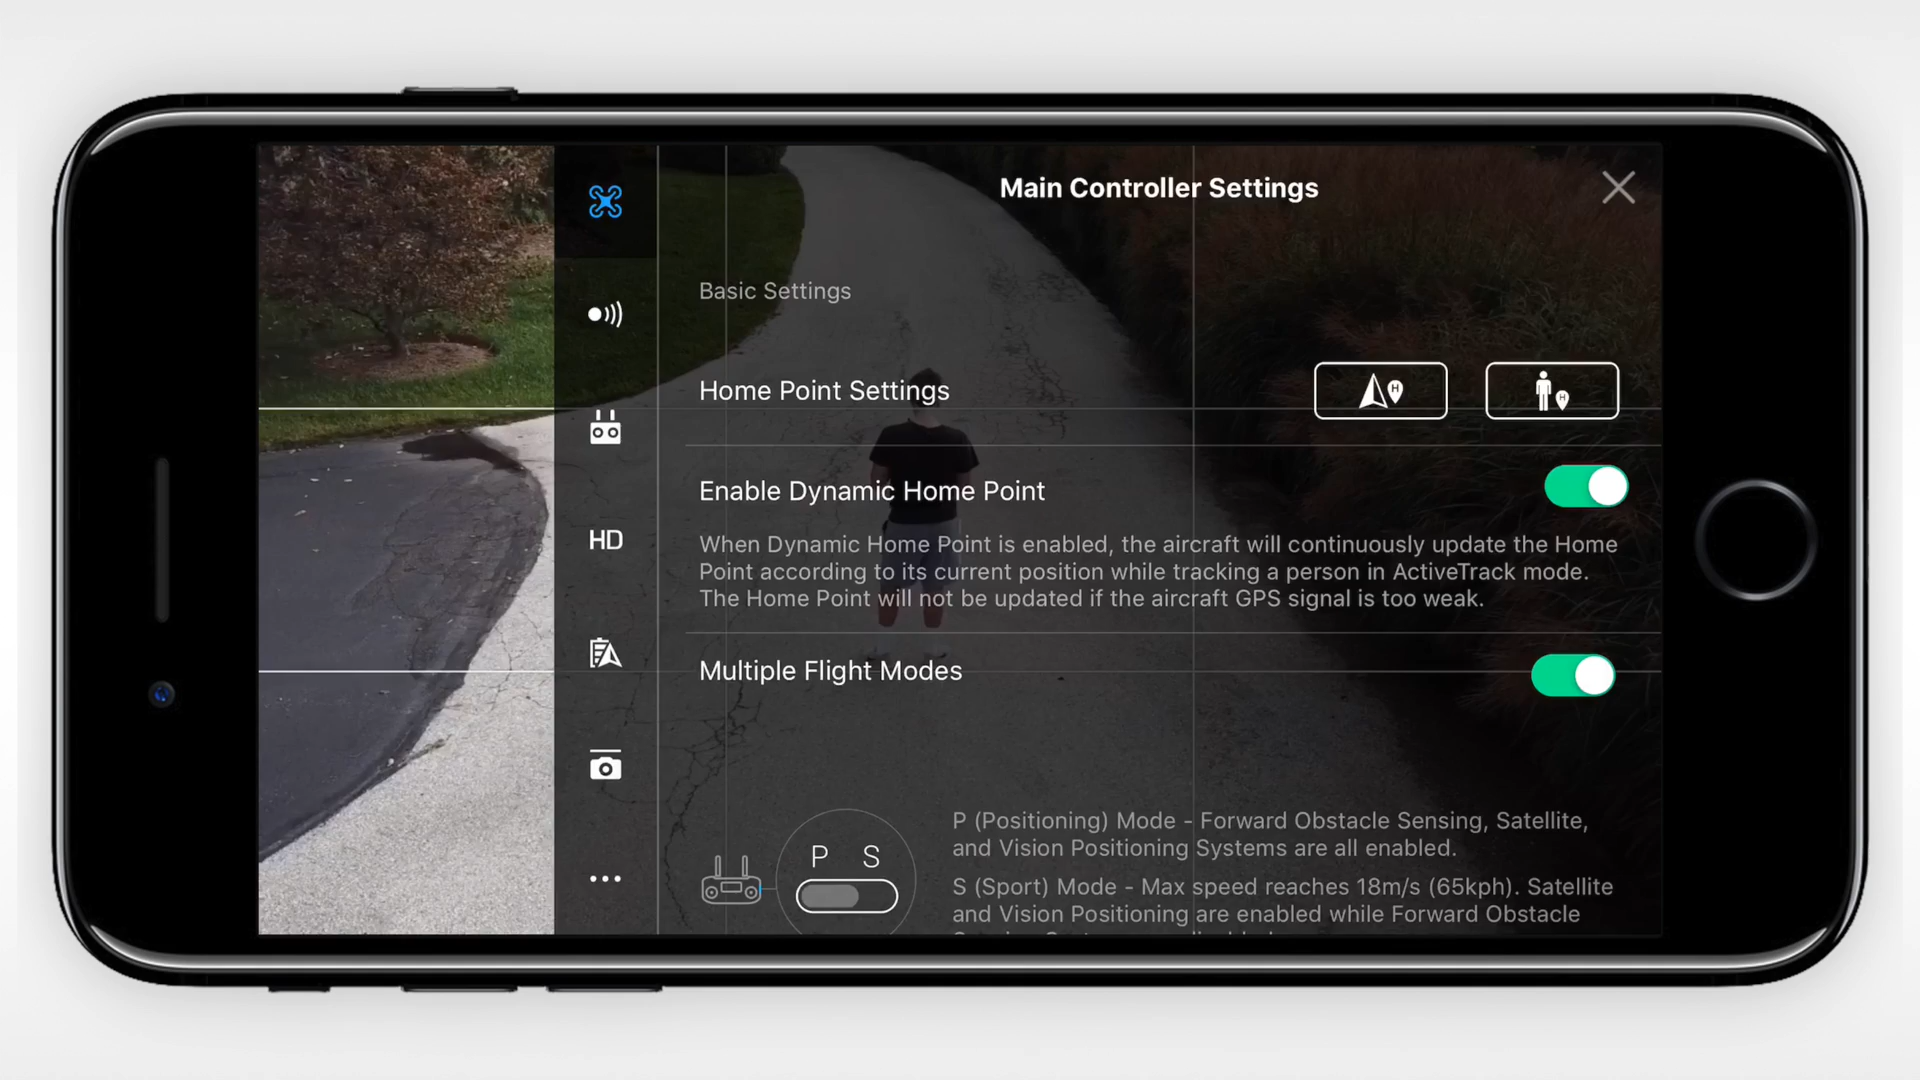 Main Controller Settings
Basic Settings
Home Point Settings
H
H
Enable Dynamic Home Point
When Dynamic Home Point is enabled, the aircraft will continuously update the Home
Point according to its current position while tracking a person in ActiveTrack mode.
The Home Point will not be updated if the aircraft GPS signal is too weak.
HD
Multiple Flight Modes
P S
P (Positioning) Mode - Forward Obstacle Sensing, Satellite,
and Vision Positioning Systems are all enabled.
S (Sport) Mode - Max speed reaches 18m/s (65kph). Satellite
and Vision Positioning are enabled while Forward Obstacle